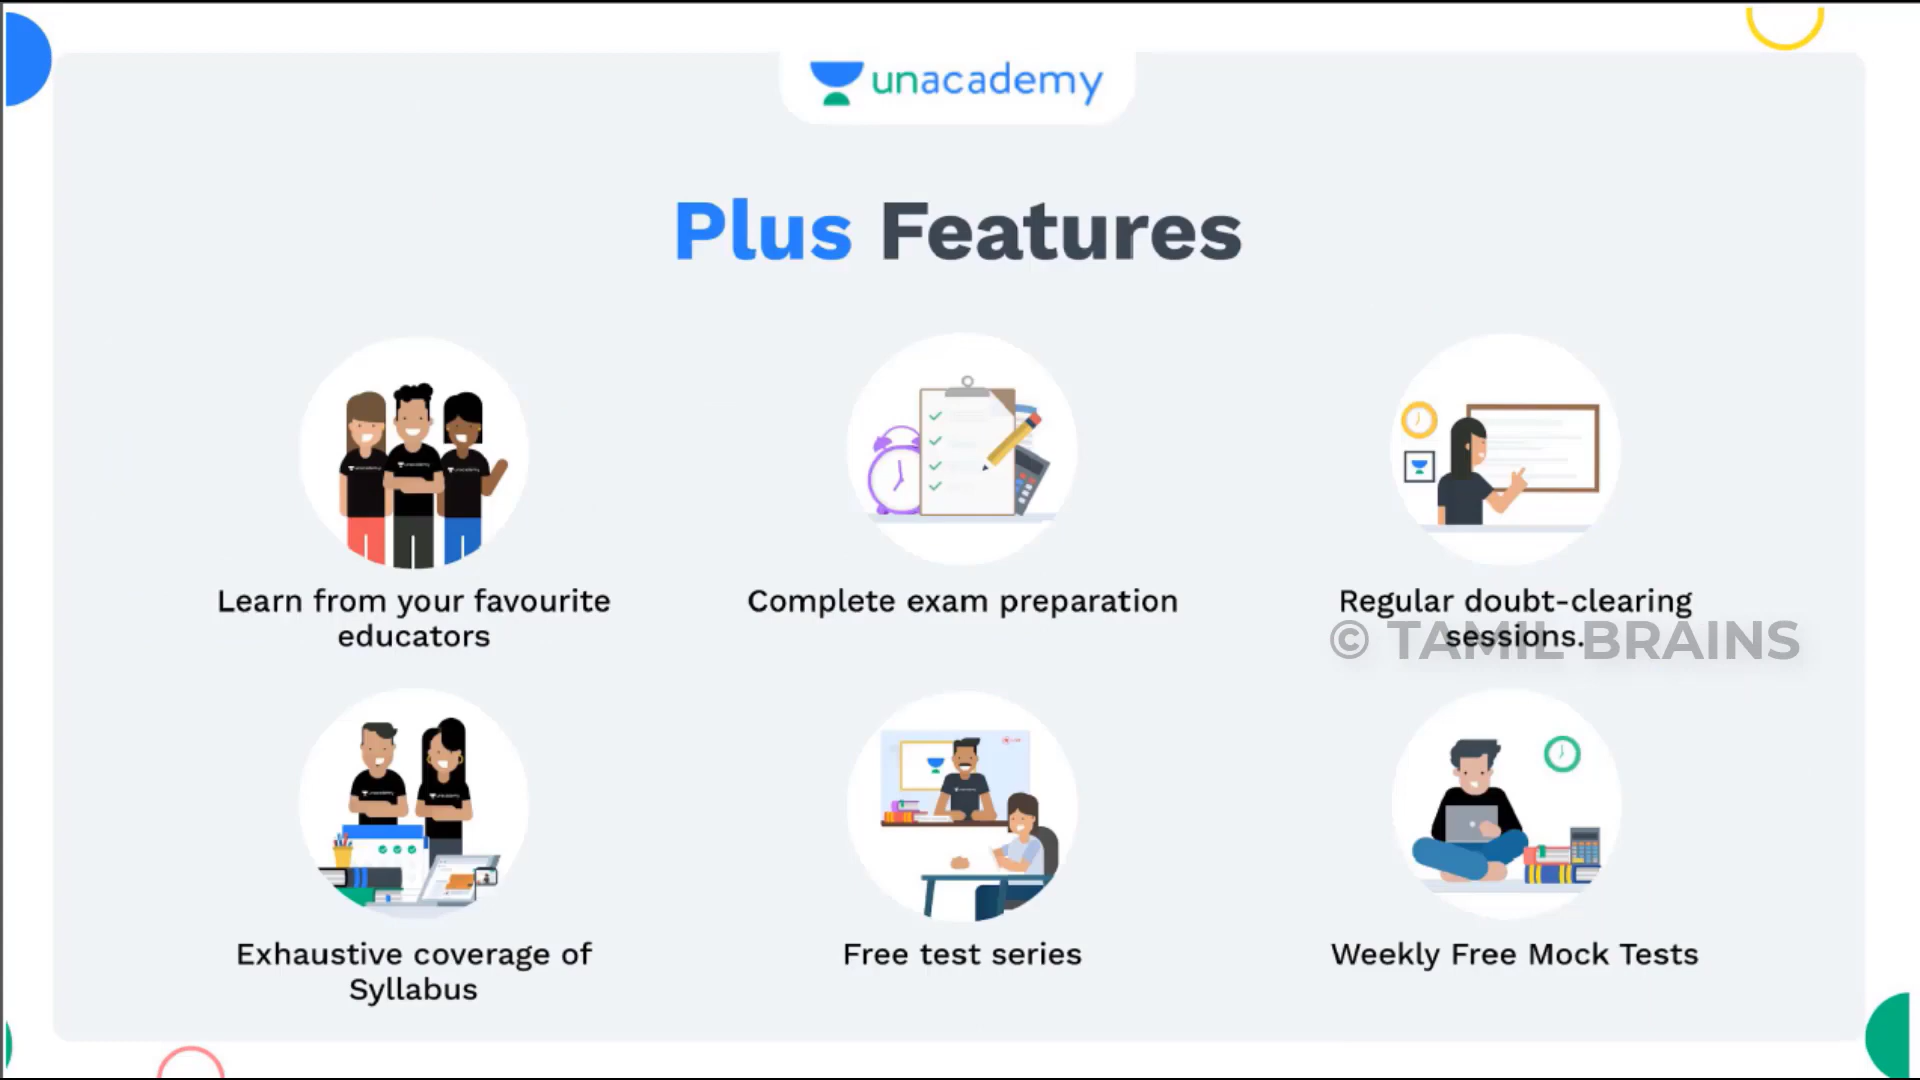 unacademy
Plus Features
Learn from your favourite
educators
Complete exam preparation
Regular doubt-clearing
sessions.
© TAMIL BRAINS
Exhaustive coverage of
Syllabus
Free test series
Weekly Free Mock Tests